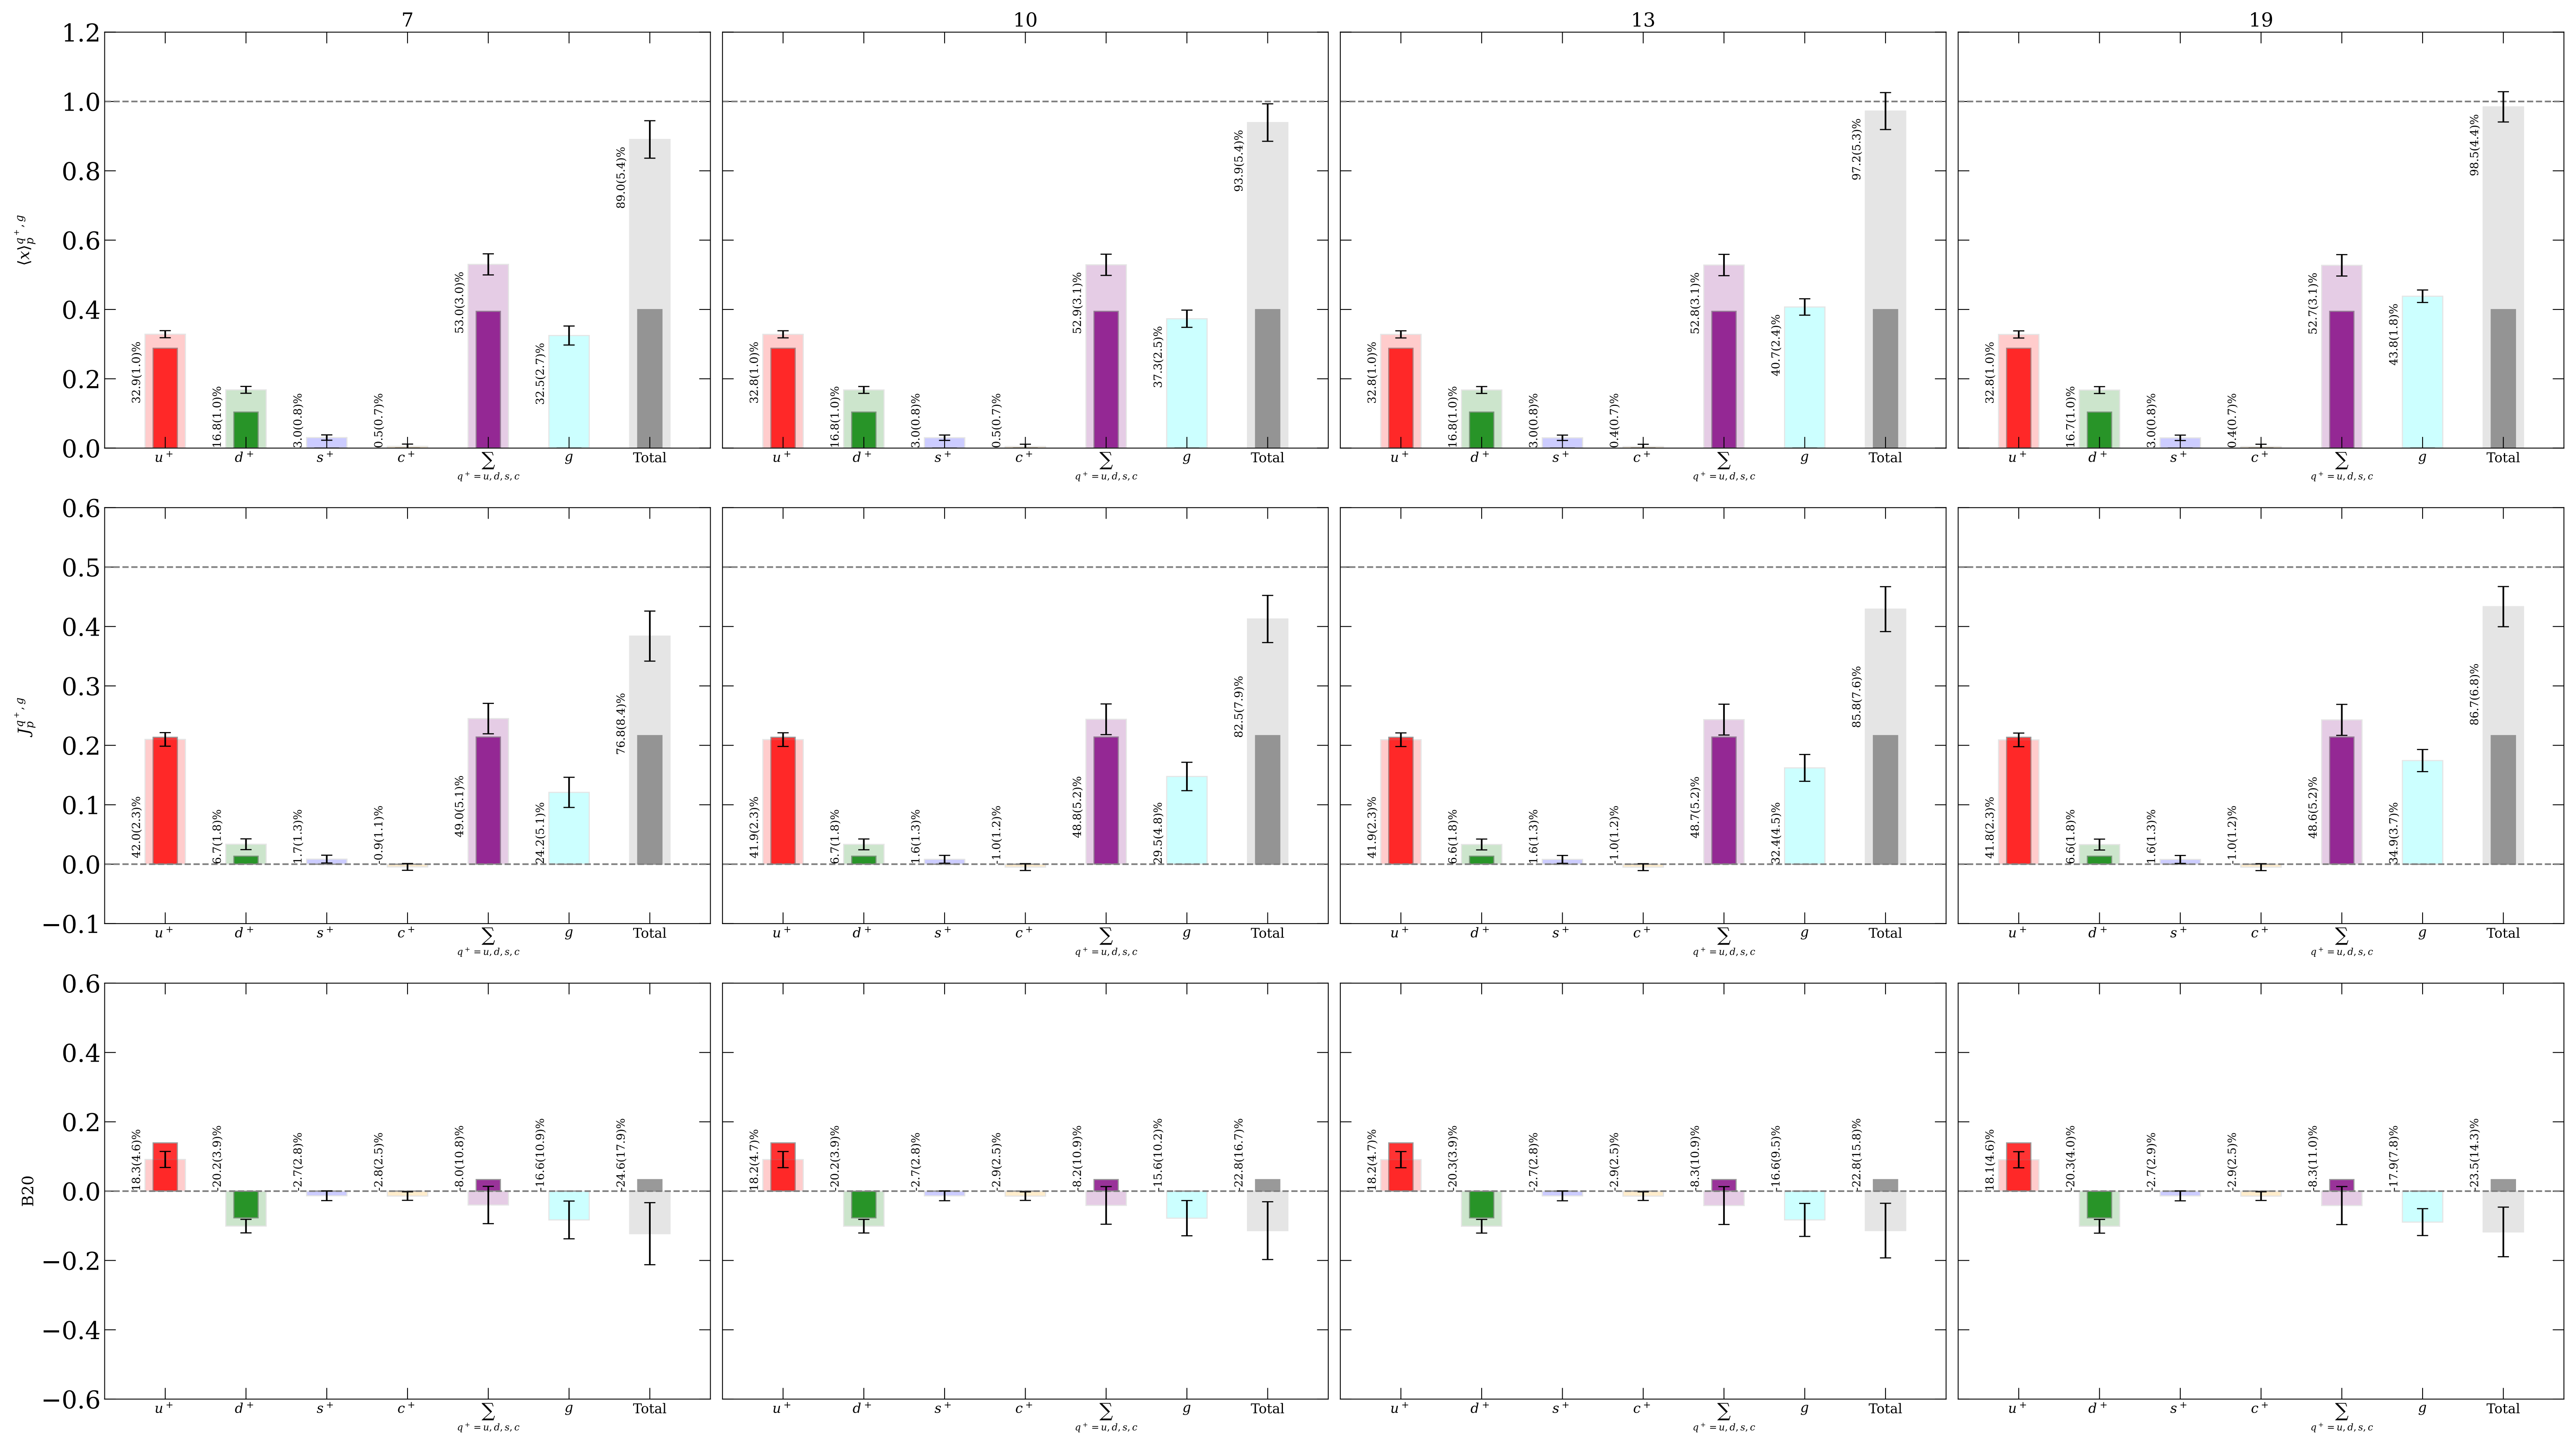 7 10 13 19
⟨x⟩_p^{q^+, g}
1.2
1.0
0.8
0.6
0.4
0.2
0.0
32.9(1.0)% 16.8(1.0)% 3.0(0.8)% 0.5(0.7)% 53.0(3.0)% 32.5(2.7)% 89.0(5.4)%
32.8(1.0)% 16.8(1.0)% 3.0(0.8)% 0.5(0.7)% 52.9(3.1)% 37.3(2.5)% 93.9(5.4)%
32.8(1.0)% 16.8(1.0)% 3.0(0.8)% 0.4(0.7)% 52.8(3.1)% 40.7(2.4)% 97.2(5.3)%
32.8(1.0)% 16.7(1.0)% 3.0(0.8)% 0.4(0.7)% 52.7(3.1)% 43.8(1.8)% 98.5(4.4)%
u^+ d^+ s^+ c^+ ∑ g Total u^+ d^+ s^+ c^+ ∑ g Total u^+ d^+ s^+ c^+ ∑ g Total u^+ d^+ s^+ c^+ ∑ g Total
q^+ = u, d, s, c q^+ = u, d, s, c q^+ = u, d, s, c q^+ = u, d, s, c
J_p^{q^+, g}
0.6
0.5
0.4
0.3
0.2
0.1
0.0
−0.1
42.0(2.3)% 6.7(1.8)% 1.7(1.3)% -0.9(1.1)% 49.0(5.1)% 24.2(5.1)% 76.8(8.4)%
41.9(2.3)% 6.7(1.8)% 1.6(1.3)% -1.0(1.2)% 48.8(5.2)% 29.5(4.8)% 82.5(7.9)%
41.9(2.3)% 6.6(1.8)% 1.6(1.3)% -1.0(1.2)% 48.7(5.2)% 32.4(4.5)% 85.8(7.6)%
41.8(2.3)% 6.6(1.8)% 1.6(1.3)% -1.0(1.2)% 48.6(5.2)% 34.9(3.7)% 86.7(6.8)%
u^+ d^+ s^+ c^+ ∑ g Total u^+ d^+ s^+ c^+ ∑ g Total u^+ d^+ s^+ c^+ ∑ g Total u^+ d^+ s^+ c^+ ∑ g Total
q^+ = u, d, s, c q^+ = u, d, s, c q^+ = u, d, s, c q^+ = u, d, s, c
B20
0.6
0.4
0.2
0.0
−0.2
−0.4
−0.6
18.3(4.6)% -20.2(3.9)% -2.7(2.8)% -2.8(2.5)% -8.0(10.8)% -16.6(10.9)% -24.6(17.9)%
18.2(4.7)% -20.2(3.9)% -2.7(2.8)% -2.9(2.5)% -8.2(10.9)% -15.6(10.2)% -22.8(16.7)%
18.2(4.7)% -20.3(3.9)% -2.7(2.8)% -2.9(2.5)% -8.3(10.9)% -16.6(9.5)% -22.8(15.8)%
18.1(4.6)% -20.3(4.0)% -2.7(2.9)% -2.9(2.5)% -8.3(11.0)% -17.9(7.8)% -23.5(14.3)%
u^+ d^+ s^+ c^+ ∑ g Total u^+ d^+ s^+ c^+ ∑ g Total u^+ d^+ s^+ c^+ ∑ g Total u^+ d^+ s^+ c^+ ∑ g Total
q^+ = u, d, s, c q^+ = u, d, s, c q^+ = u, d, s, c q^+ = u, d, s, c